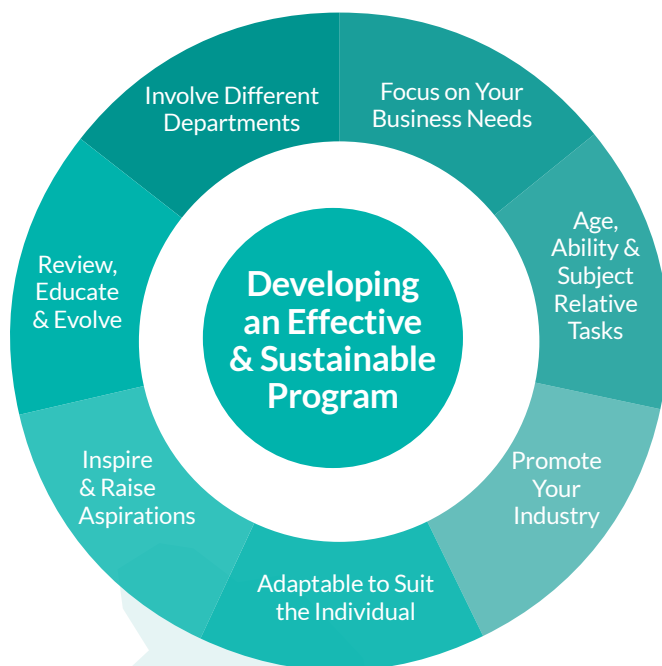 Involve Different
Departments
Focus on Your
Business Needs
Age,
Ability &
Subject
Relative
Tasks
Promote
Your
Industry
Adaptable to Suit
the Individual
Inspire
& Raise
Aspirations
Review,
Educate
& Evolve
Developing
an Effective
& Sustainable
Program